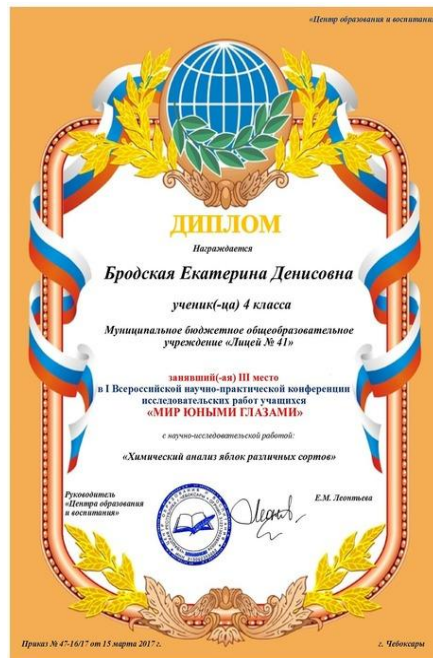 «Центр образования и воспитания
ДИПЛОМ
Награждается
Бродская Екатерина Денисовна
ученик(-ца) 4 класса
Муниципальное бюджетное общеобразовательное
учреждение «Лицей № 41»
занявший(-ая) III место
в I Всероссийской научно-практической конференции
исследовательских работ учащихся
«МИР ЮНЫМИ ГЛАЗАМИ»
с научно-исследовательской работой:
«Химический анализ яблок различных сортов»
Руководитель
«Центра образования
и воспитания»
Е.М. Леонтьева
Приказ № 47-16/17 от 15 марта 2017 г.
г. Чебоксары